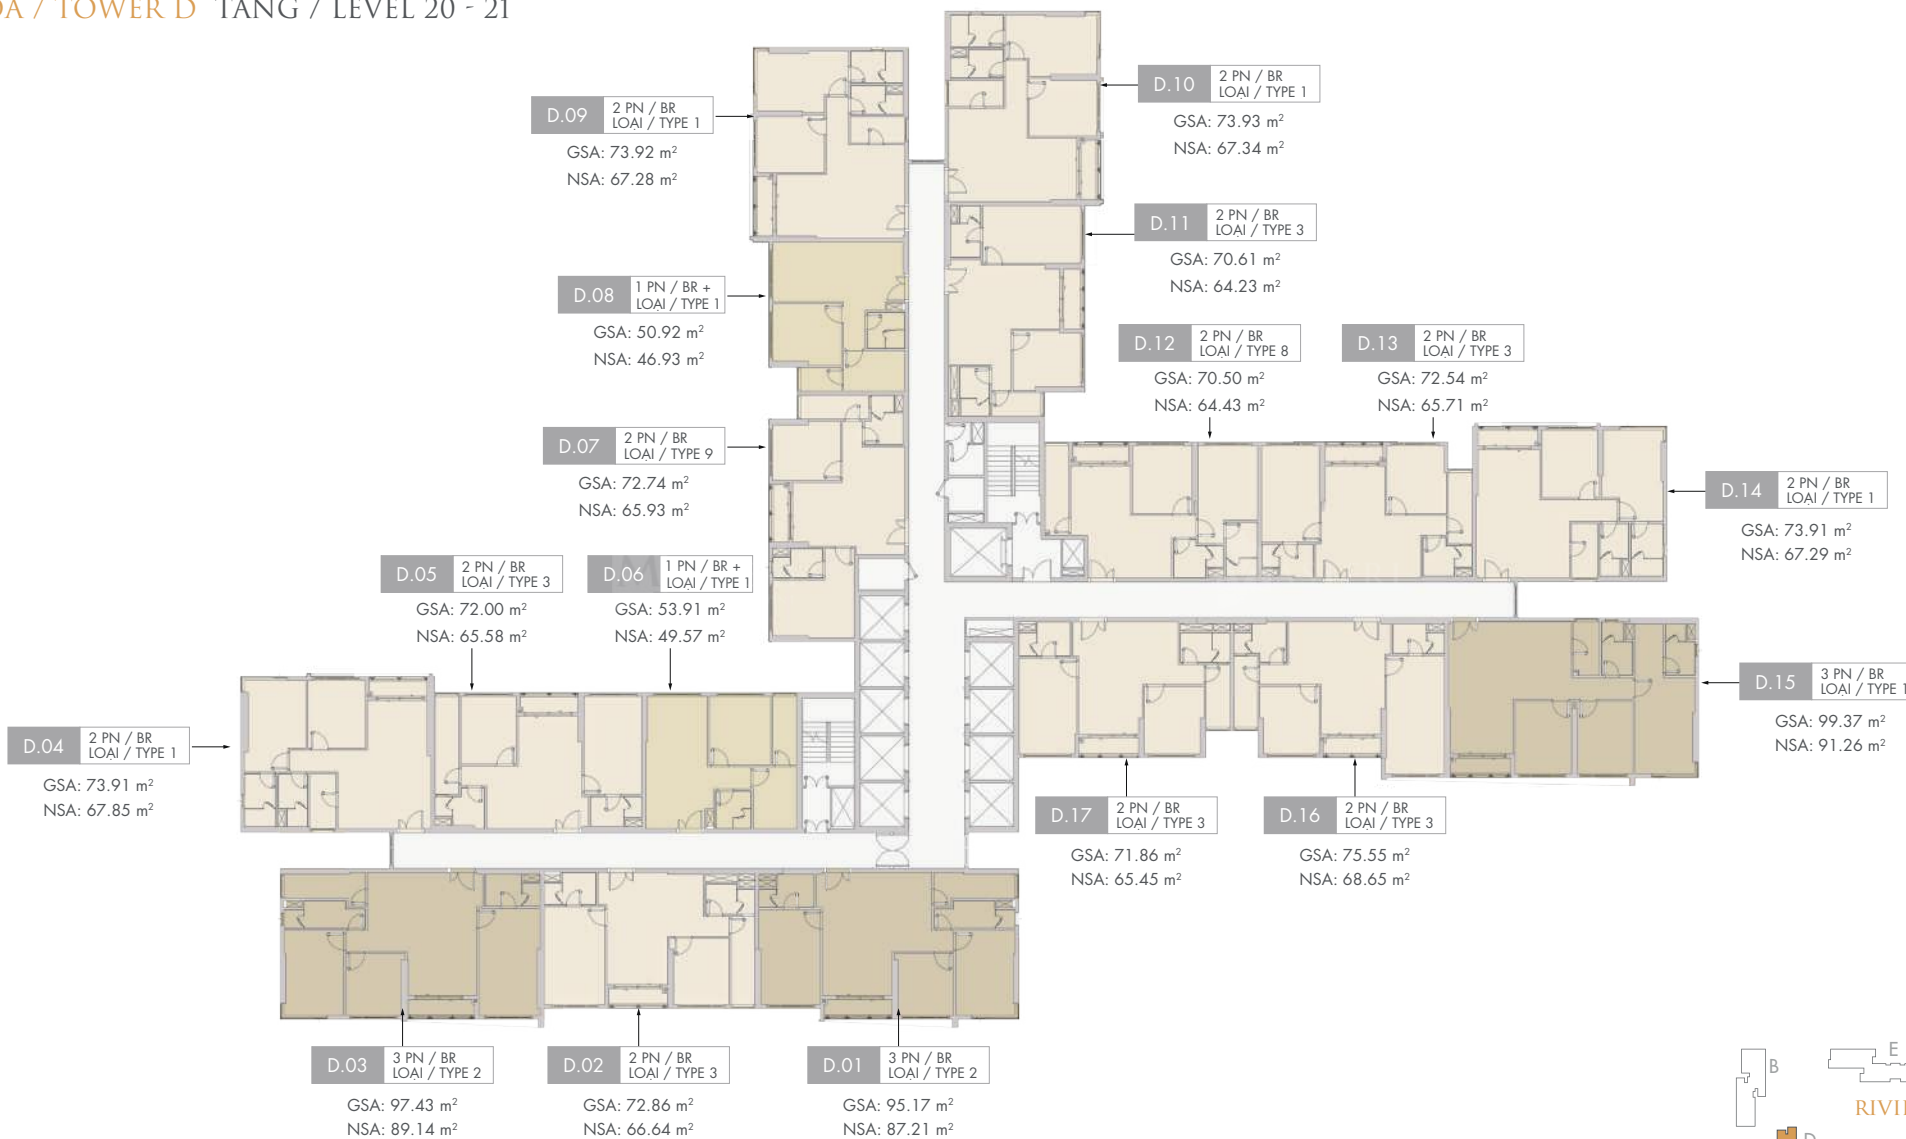 / TOWER D TẦNG / LEVEL 20 - 21
D.10
2 PN / BR
LOẠI / TYPE 1
GSA: 73.93 m²
NSA: 67.34 m²
D.09
2 PN / BR
LOẠI / TYPE 1
GSA: 73.92 m²
NSA: 67.28 m²
D.11
2 PN / BR
LOẠI / TYPE 3
GSA: 70.61 m²
NSA: 64.23 m²
D.08
1 PN / BR +
LOẠI / TYPE 1
GSA: 50.92 m²
NSA: 46.93 m²
D.12
2 PN / BR
LOẠI / TYPE 8
GSA: 70.50 m²
NSA: 64.43 m²
D.13
2 PN / BR
LOẠI / TYPE 3
GSA: 72.54 m²
NSA: 65.71 m²
D.07
2 PN / BR
LOẠI / TYPE 9
GSA: 72.74 m²
NSA: 65.93 m²
D.14
2 PN / BR
LOẠI / TYPE 1
GSA: 73.91 m²
NSA: 67.29 m²
D.05
2 PN / BR
LOẠI / TYPE 3
GSA: 72.00 m²
NSA: 65.58 m²
D.06
1 PN / BR +
LOẠI / TYPE 1
GSA: 53.91 m²
NSA: 49.57 m²
D.15
3 PN / BR
LOẠI / TYPE 1
GSA: 99.37 m²
NSA: 91.26 m²
D.04
2 PN / BR
LOẠI / TYPE 1
GSA: 73.91 m²
NSA: 67.85 m²
D.17
2 PN / BR
LOẠI / TYPE 3
GSA: 71.86 m²
NSA: 65.45 m²
D.16
2 PN / BR
LOẠI / TYPE 3
GSA: 75.55 m²
NSA: 68.65 m²
D.03
3 PN / BR
LOẠI / TYPE 2
GSA: 97.43 m²
NSA: 89.14 m²
D.02
2 PN / BR
LOẠI / TYPE 3
GSA: 72.86 m²
NSA: 66.64 m²
D.01
3 PN / BR
LOẠI / TYPE 2
GSA: 95.17 m²
NSA: 87.21 m²
B
E